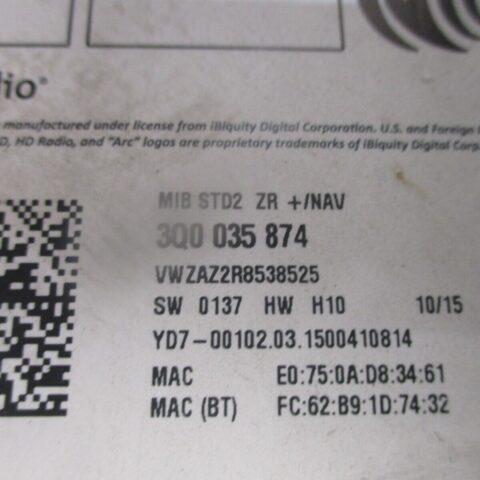 dio®
manufactured under license from iBiquity Digital Corporation. U.S. and Foreign
D, HD Radio, and "Arc" logos are proprietary trademarks of iBiquity Digital Corp
MIB STD2 ZR +/NAV
3Q0 035 874
VWZAZ2R8538525
SW 0137 HW H10 10/15
YD7-00102.03.1500410814
MAC E0:75:0A:D8:34:61
MAC (BT) FC:62:B9:1D:74:32